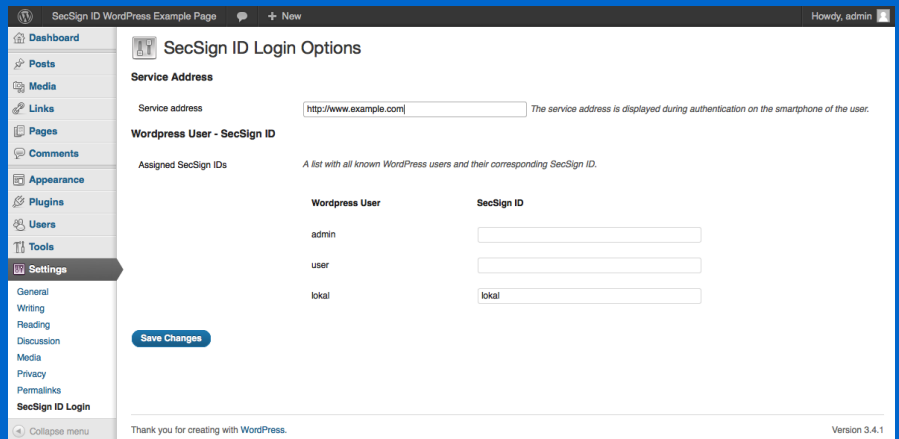 SecSign ID WordPress Example Page + New Howdy, admin
Dashboard
Posts
Media
Links
Pages
Comments
Appearance
Plugins
Users
Tools
Settings
General
Writing
Reading
Discussion
Media
Privacy
Permalinks
SecSign ID Login
Collapse menu
SecSign ID Login Options
Service Address
Service address http://www.example.com The service address is displayed during authentication on the smartphone of the user.
Wordpress User - SecSign ID
Assigned SecSign IDs A list with all known WordPress users and their corresponding SecSign ID.
Wordpress User SecSign ID
admin
user
lokal lokal
Save Changes
Thank you for creating with WordPress. Version 3.4.1